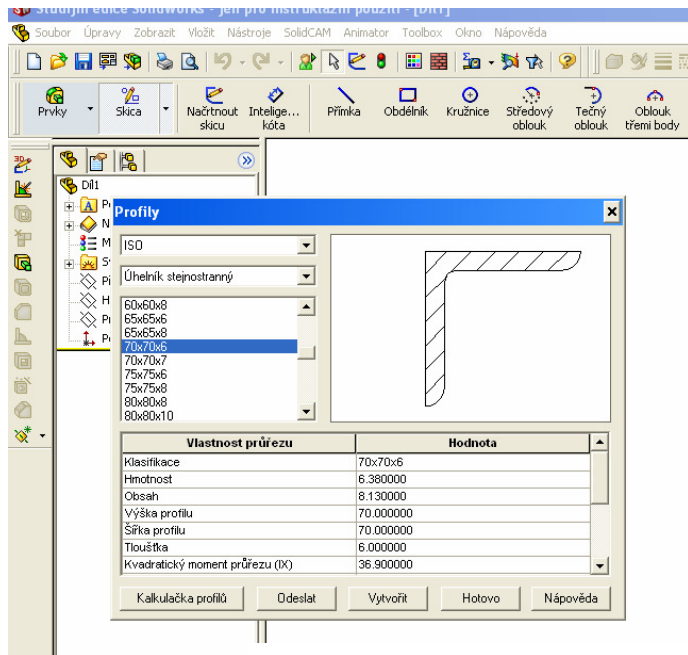 Studijní edice SolidWorks - jen pro instruktážní použití - [Díl1]
Soubor Úpravy Zobrazit Vložit Nástroje SolidCAM Animator Toolbox Okno Nápověda
Prvky Skica Načrtnout skicu Intelige... kóta Přímka Obdélník Kružnice Středový oblouk Tečný oblouk Oblouk třemi body
3D
Díl1
Profily
ISO
Úhelník stejnostranný
60x60x8
65x65x6
65x65x8
70x70x6
70x70x7
75x75x6
75x75x8
80x80x8
80x80x10
Vlastnost průřezu Hodnota
Klasifikace 70x70x6
Hmotnost 6.380000
Obsah 8.130000
Výška profilu 70.000000
Šířka profilu 70.000000
Tloušťka 6.000000
Kvadratický moment průřezu (IX) 36.900000
Kalkulačka profilů Odeslat Vytvořit Hotovo Nápověda